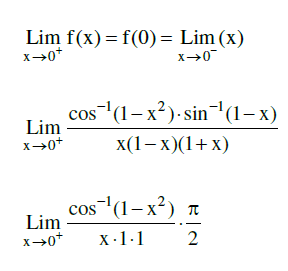 Lim f(x) = f(0) = Lim (x)
x→0⁺ x→0⁻
Lim cos⁻¹(1 − x²)·sin⁻¹(1 − x)
x→0⁺ x(1 − x)(1 + x)
Lim cos⁻¹(1 − x²) · π
x→0⁺ x·1·1 2